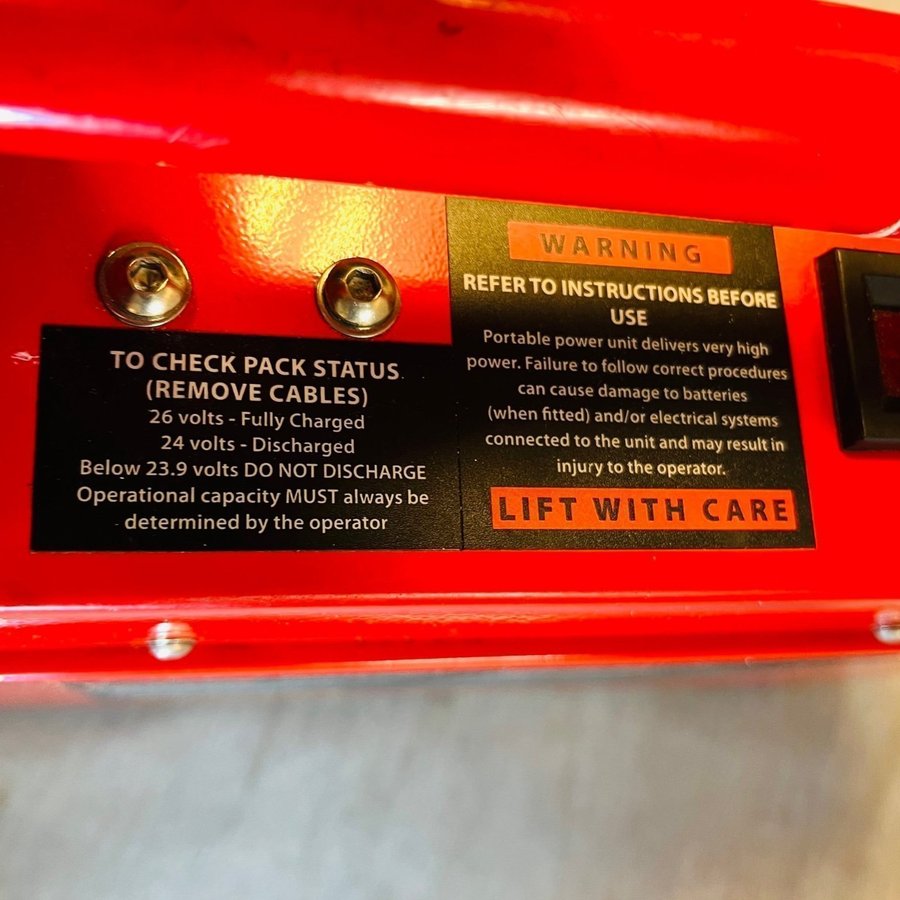 TO CHECK PACK STATUS
(REMOVE CABLES)
26 volts - Fully Charged
24 volts - Discharged
Below 23.9 volts DO NOT DISCHARGE
Operational capacity MUST always be
determined by the operator
WARNING
REFER TO INSTRUCTIONS BEFORE
USE
Portable power unit delivers very high
power. Failure to follow correct procedures
can cause damage to batteries
(when fitted) and/or electrical systems
connected to the unit and may result in
injury to the operator.
LIFT WITH CARE